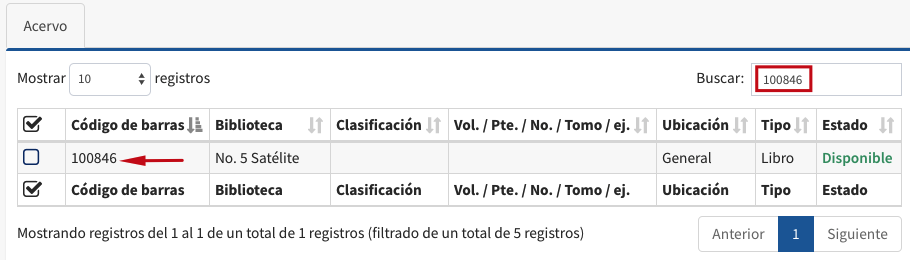 Acervo
Mostrar 10 registros Buscar: 100846
Código de barras Biblioteca Clasificación Vol. / Pte. / No. / Tomo / ej. Ubicación Tipo Estado
100846 No. 5 Satélite General Libro Disponible
Código de barras Biblioteca Clasificación Vol. / Pte. / No. / Tomo / ej. Ubicación Tipo Estado
Mostrando registros del 1 al 1 de un total de 1 registros (filtrado de un total de 5 registros) Anterior 1 Siguiente